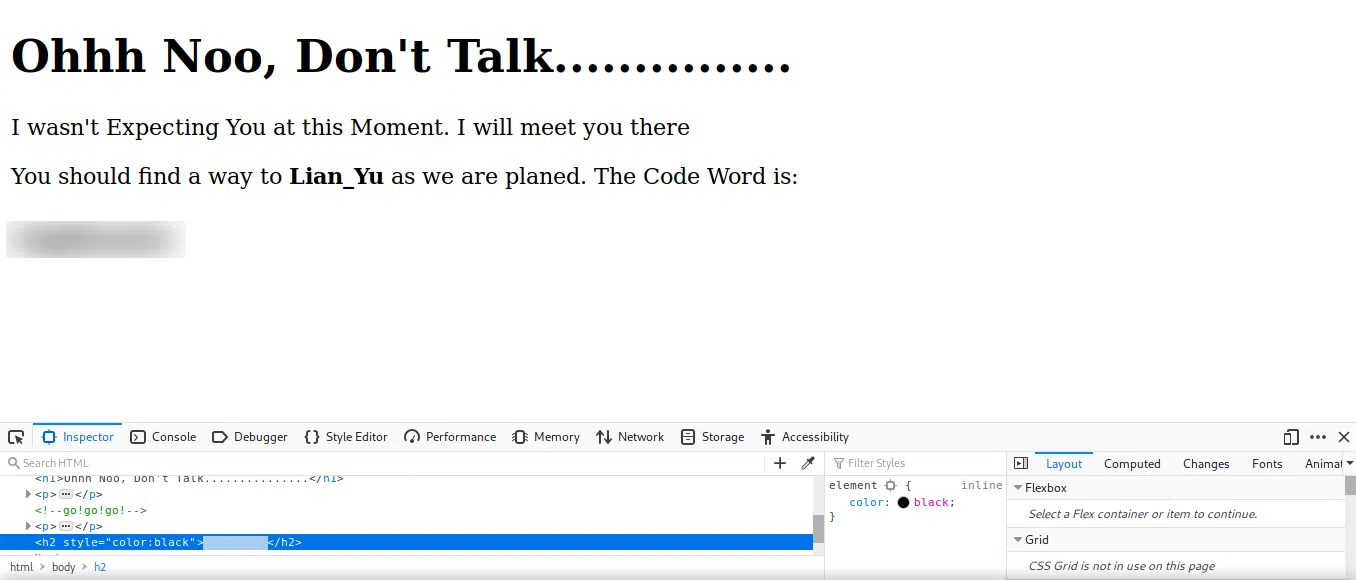 Ohhh Noo, Don't Talk...............
I wasn't Expecting You at this Moment. I will meet you there
You should find a way to Lian_Yu as we are planed. The Code Word is:
Inspector Console Debugger Style Editor Performance Memory Network Storage Accessibility
Search HTML
<h1>Ohhh Noo, Don't Talk...............</h1>
<p>…</p>
<!--go!go!go!-->
<p>…</p>
<h2 style="color:black"></h2>
html > body > h2
Filter Styles
element { inline
color: black;
}
Layout Computed Changes Fonts
Flexbox
Select a Flex container or item to continue.
Grid
CSS Grid is not in use on this page